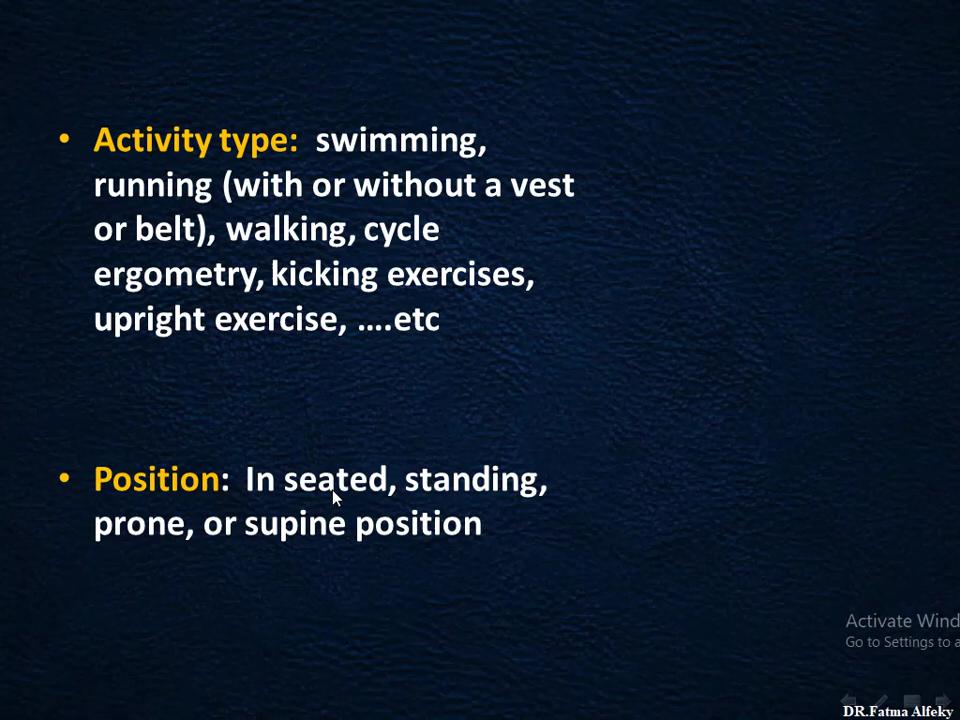 • Activity type: swimming,
running (with or without a vest
or belt), walking, cycle
ergometry, kicking exercises,
upright exercise, ….etc
• Position: In seated, standing,
prone, or supine position
Activate Wind
Go to Settings to a
DR.Fatma Alfeky